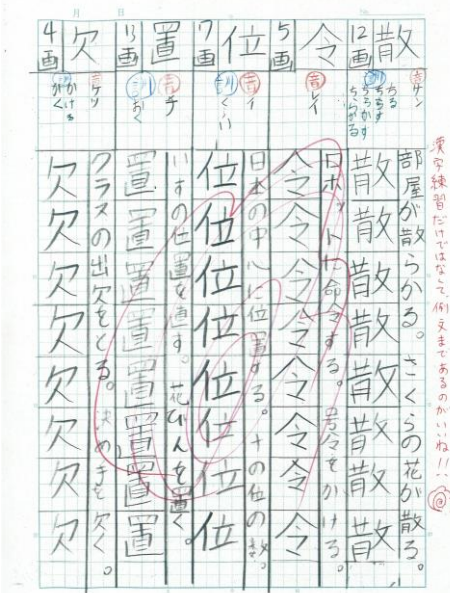 月 日
漢字練習だけではなくて例文まであるのがいいね!!
散
12画
音サン
訓ちる
ちらす
ちらかす
ちらかる
部屋が散らかる。さくらの花が散る。
散散散散散散散散
令
5画
音レイ
ロボットに命令する。号令をかける。
令令令令令令令令
位
7画
音イ
訓くらい
日本の中心に位置する。十の位の数。
位位位位位位位位
置
13画
音チ
訓おく
いすの位置を直す。花びんを置く。
置置置置置置置置
欠
4画
音ケツ
訓かける
かく
クラスの出欠をとる。を欠く。
欠欠欠欠欠欠欠欠